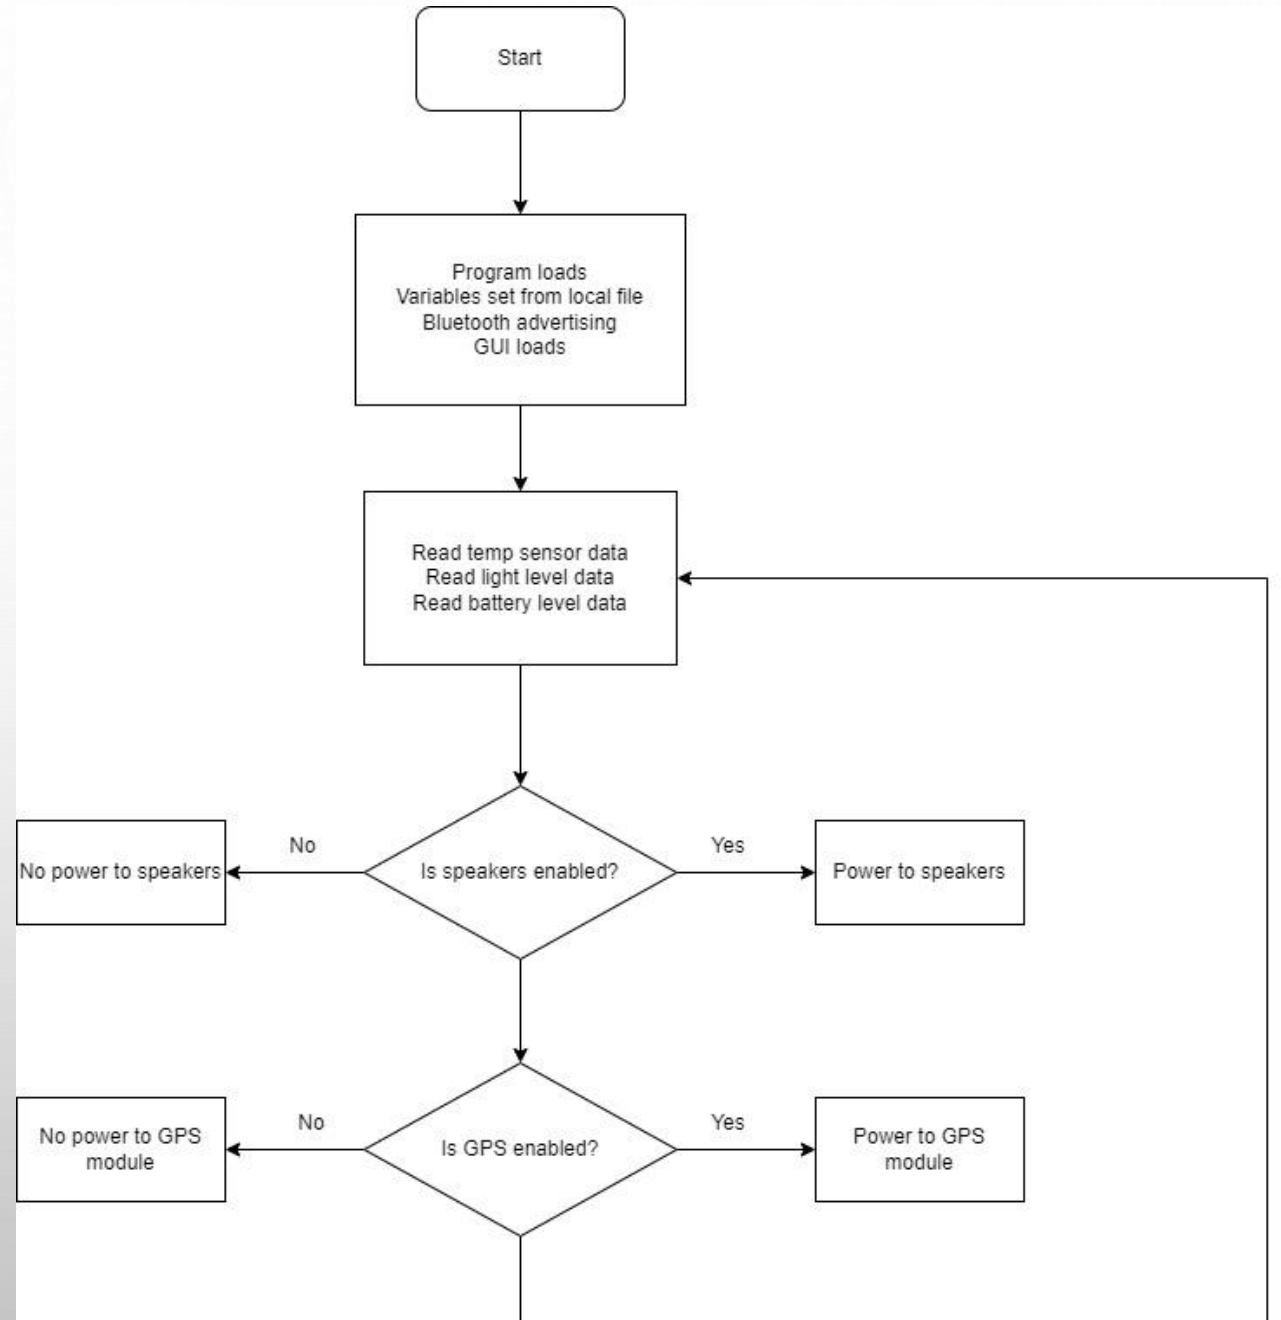 Start
Program loads
Variables set from local file
Bluetooth advertising
GUI loads
Read temp sensor data
Read light level data
Read battery level data
No
Yes
No power to speakers
Is speakers enabled?
Power to speakers
No
Yes
No power to GPS
module
Is GPS enabled?
Power to GPS
module